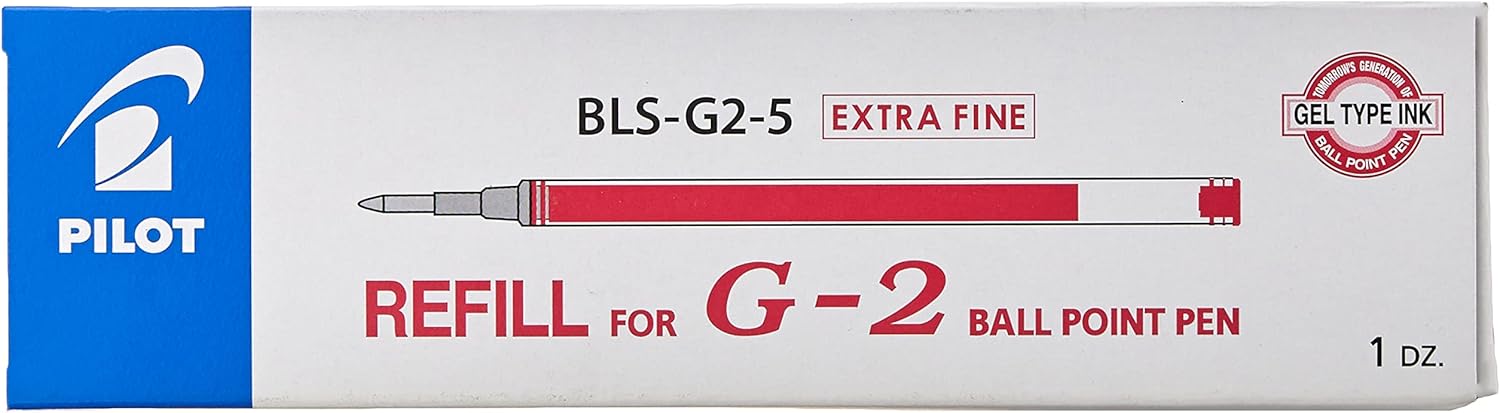 PILOT
BLS-G2-5 EXTRA FINE
TOMORROW'S GENERATION OF
GEL TYPE INK
BALL POINT PEN
REFILL FOR G-2 BALL POINT PEN
1 DZ.